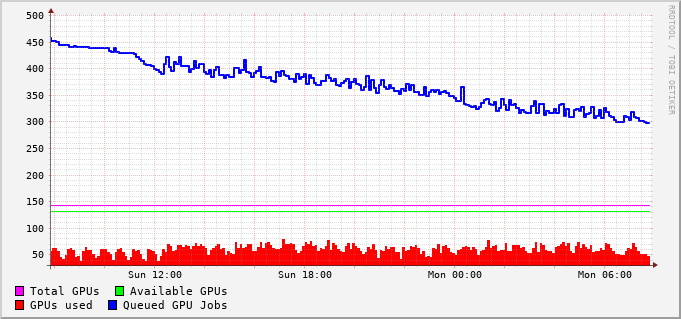 500
450
400
350
300
250
200
150
100
50
Sun 12:00 Sun 18:00 Mon 00:00 Mon 06:00
Total GPUs Available GPUs
GPUs used Queued GPU Jobs
RRDTOOL / TOBI OETIKER